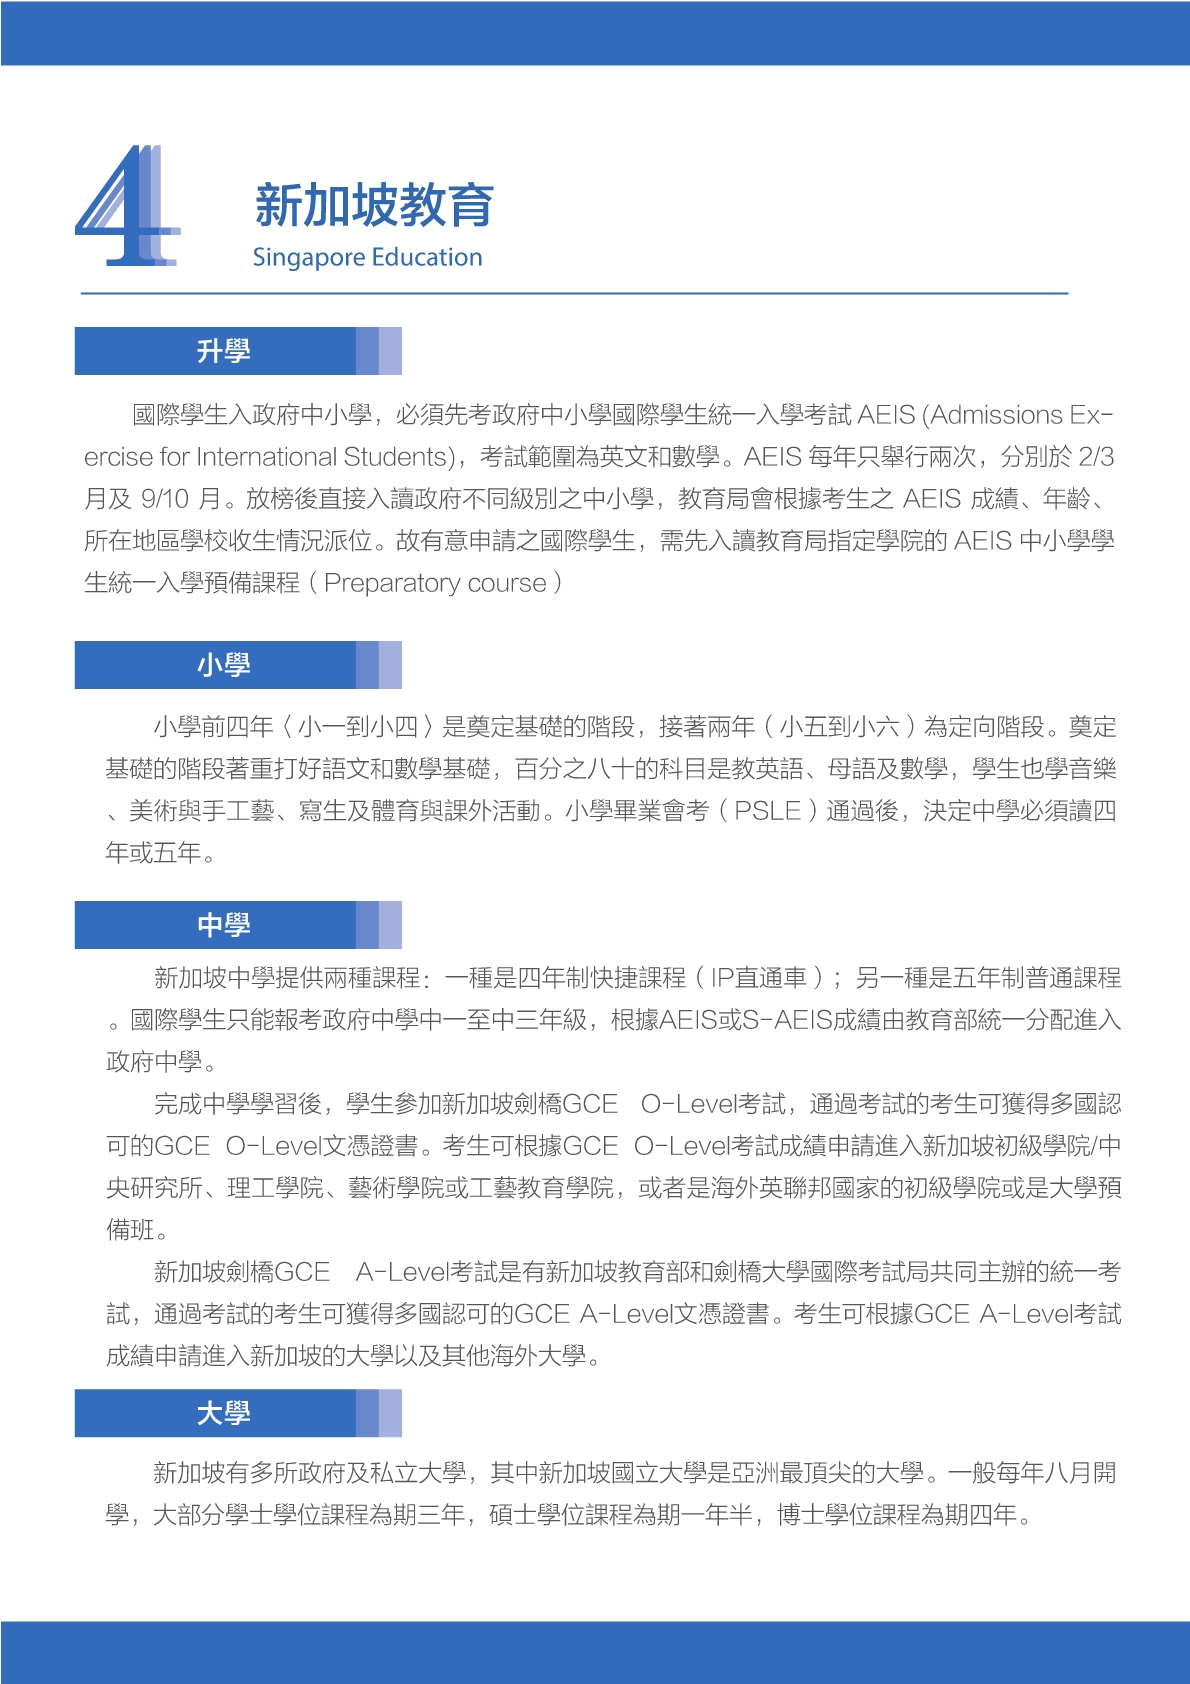 4
新加坡教育
Singapore Education
升學
國際學生入政府中小學，必須先考政府中小學國際學生統一入學考試 AEIS (Admissions Ex-
ercise for International Students)，考試範圍為英文和數學。AEIS 每年只舉行兩次，分別於 2/3
月及 9/10 月。放榜後直接入讀政府不同級別之中小學，教育局會根據考生之 AEIS 成績、年齡、
所在地區學校收生情況派位。故有意申請之國際學生，需先入讀教育局指定學院的 AEIS 中小學學
生統一入學預備課程（Preparatory course）
小學
小學前四年〈小一到小四〉是奠定基礎的階段，接著兩年（小五到小六）為定向階段。奠定
基礎的階段著重打好語文和數學基礎，百分之八十的科目是教英語、母語及數學，學生也學音樂
、美術與手工藝、寫生及體育與課外活動。小學畢業會考（PSLE）通過後，決定中學必須讀四
年或五年。
中學
新加坡中學提供兩種課程：一種是四年制快捷課程（IP直通車）；另一種是五年制普通課程
。國際學生只能報考政府中學中一至中三年級，根據AEIS或S-AEIS成績由教育部統一分配進入
政府中學。
完成中學學習後，學生參加新加坡劍橋GCE O-Level考試，通過考試的考生可獲得多國認
可的GCE O-Level文憑證書。考生可根據GCE O-Level考試成績申請進入新加坡初級學院/中
央研究所、理工學院、藝術學院或工藝教育學院，或者是海外英聯邦國家的初級學院或是大學預
備班。
新加坡劍橋GCE A-Level考試是有新加坡教育部和劍橋大學國際考試局共同主辦的統一考
試，通過考試的考生可獲得多國認可的GCE A-Level文憑證書。考生可根據GCE A-Level考試
成績申請進入新加坡的大學以及其他海外大學。
大學
新加坡有多所政府及私立大學，其中新加坡國立大學是亞洲最頂尖的大學。一般每年八月開
學，大部分學士學位課程為期三年，碩士學位課程為期一年半，博士學位課程為期四年。